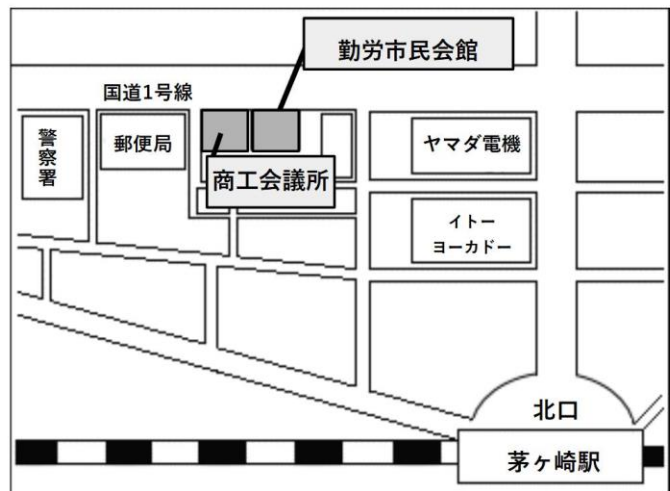 勤労市民会館
国道1号線
警察署
郵便局
商工会議所
ヤマダ電機
イトー
ヨーカドー
北口
茅ヶ崎駅